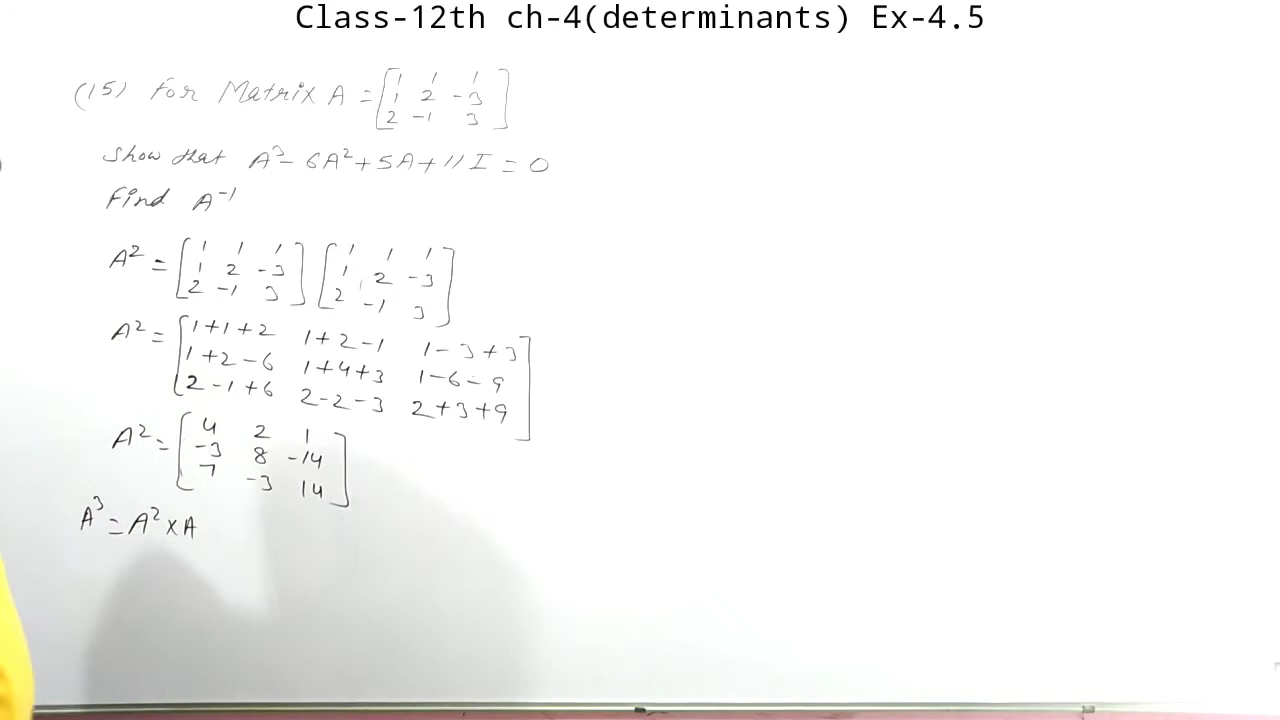 Class-12th ch-4(determinants) Ex-4.5
(15) For Matrix A = [1 1 1
1 2 -3
2 -1 3]
Show that A³ - 6A² + 5A + 11 I = 0
Find A⁻¹
A² = [1 1 1 ] [1 1 1
1 2 -3 ] [1 2 -3
2 -1 3] [2 -1 3]
A² = [1+1+2 1+2-1 1-3+3
1+2-6 1+4+3 1-6-9
2-1+6 2-2-3 2+3+9]
A² = [4 2 1
-3 8 -14
7 -3 14]
A³ = A² × A